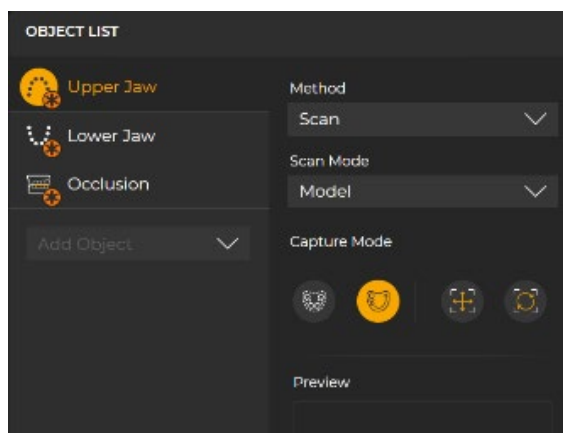 OBJECT LIST
Upper Jaw
Lower Jaw
Occlusion
Add Object
Method
Scan
Scan Mode
Model
Capture Mode
Preview